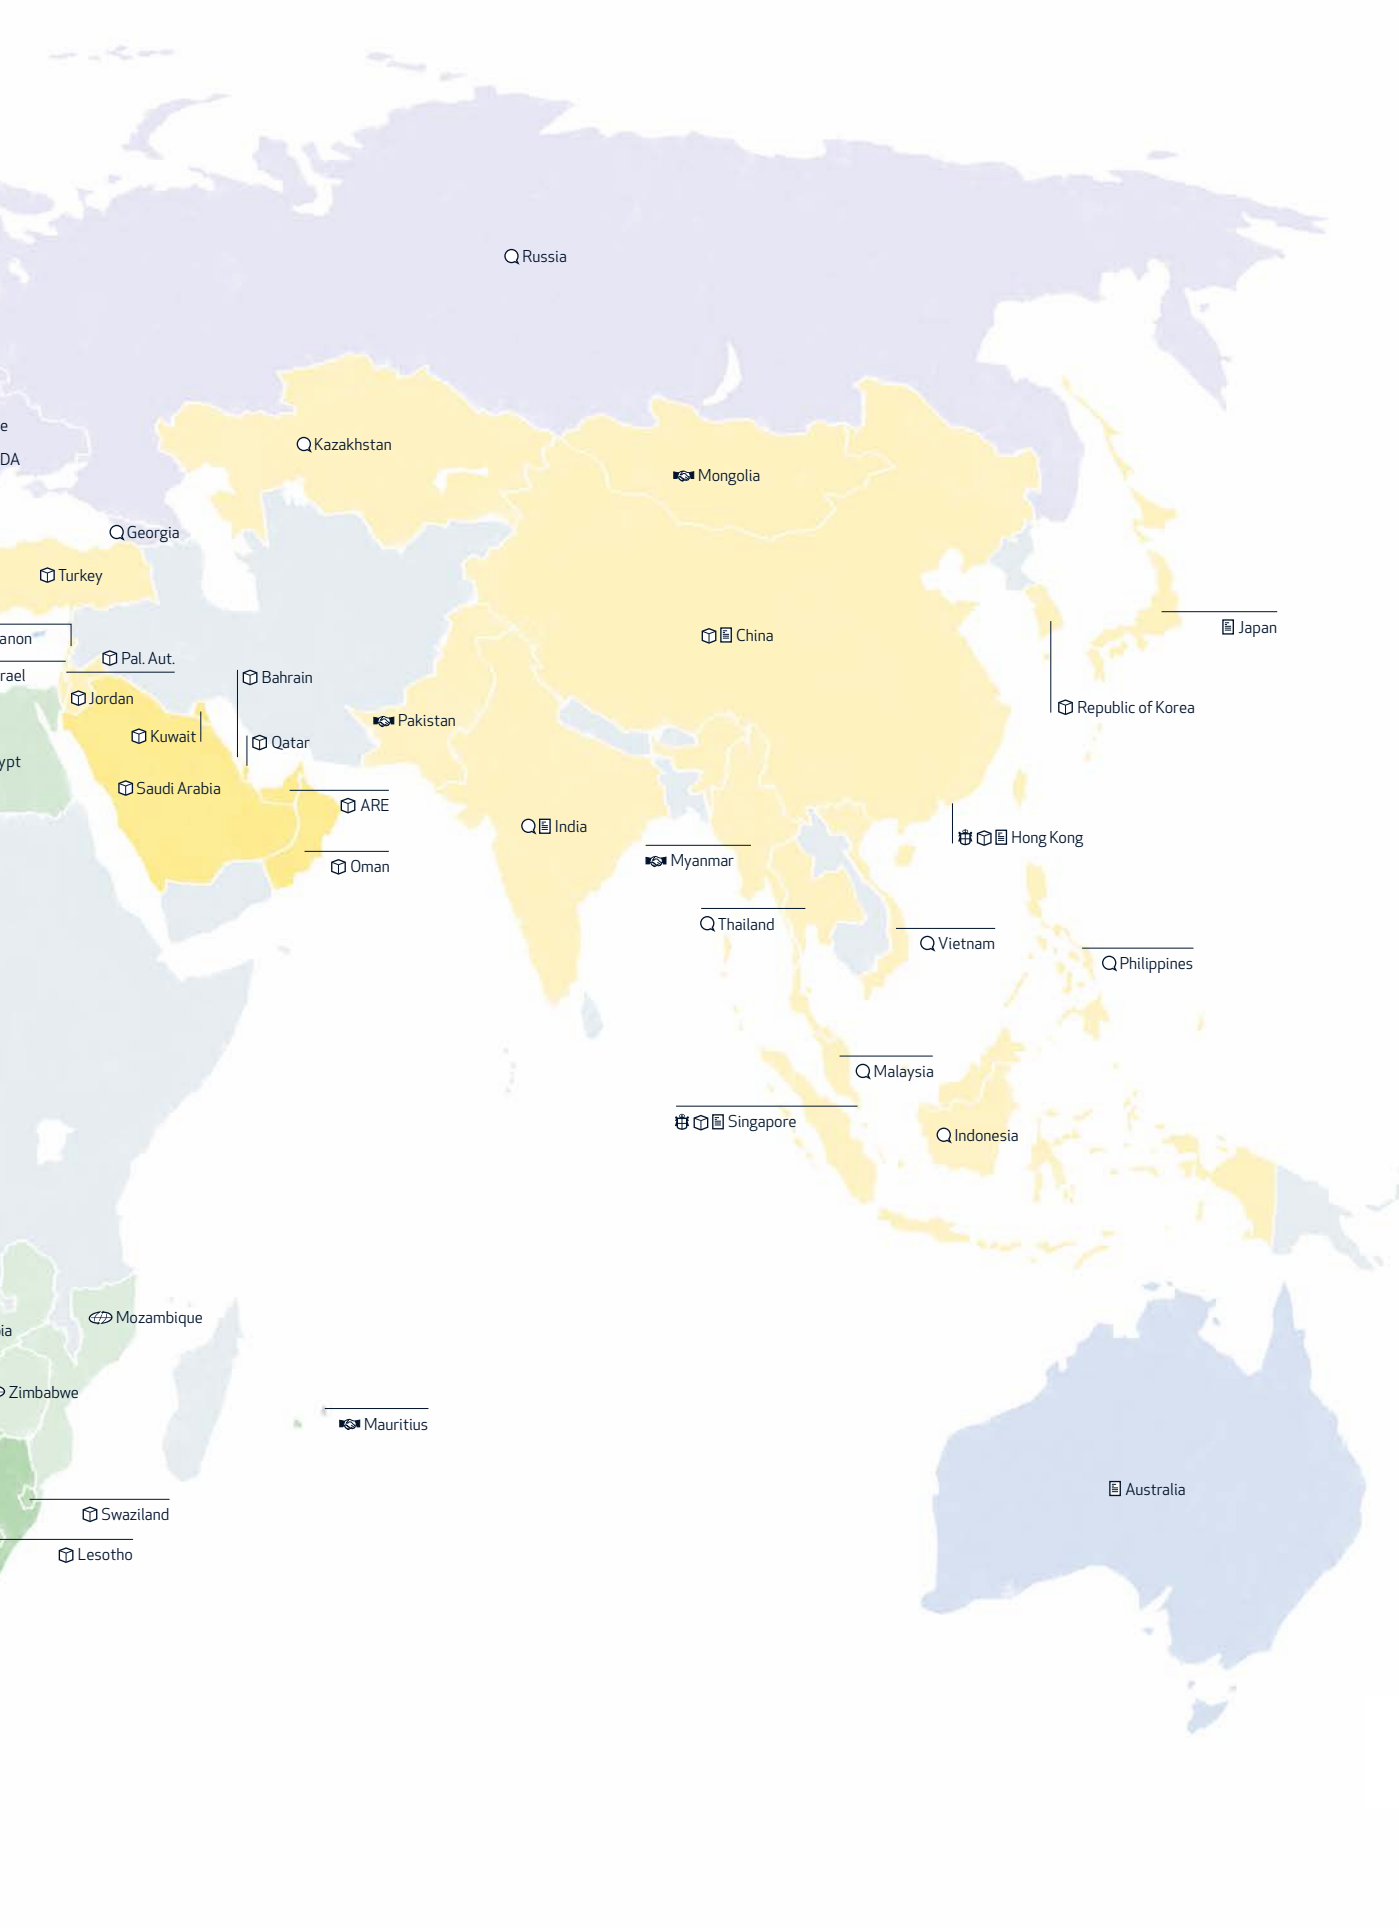 Russia
e
Kazakhstan
DA
Mongolia
Georgia
Turkey
Japan
anon
China
Pal. Aut.
rael
Bahrain
Jordan
Republic of Korea
Pakistan
Kuwait
Qatar
ypt
Saudi Arabia
ARE
India
Hong Kong
Myanmar
Oman
Thailand
Vietnam
Philippines
Malaysia
Singapore
Indonesia
Mozambique
ia
Zimbabwe
Mauritius
Australia
Swaziland
Lesotho